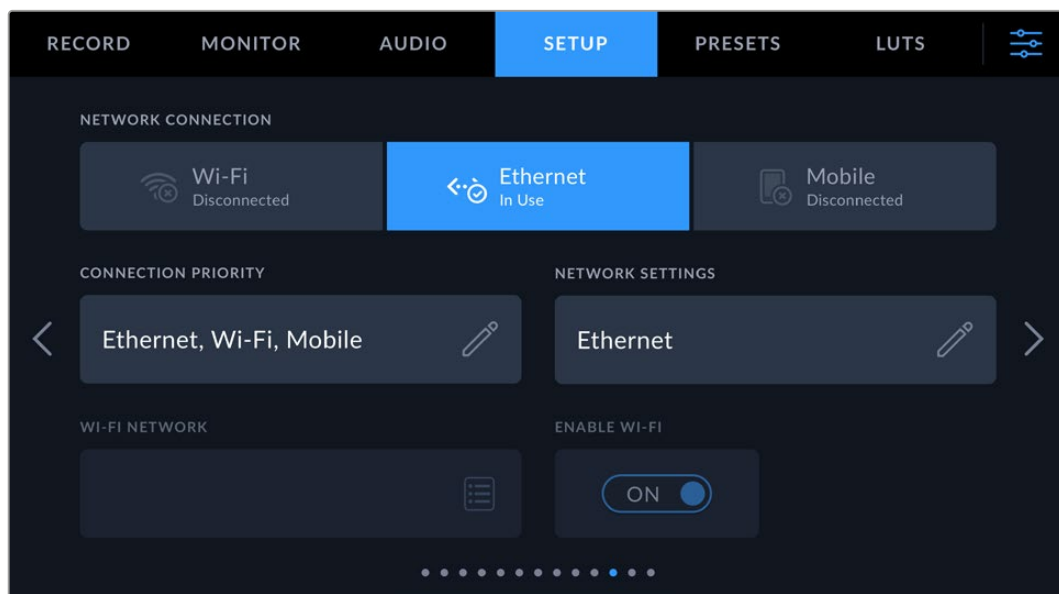 RECORD MONITOR AUDIO SETUP PRESETS LUTS
NETWORK CONNECTION
Wi-Fi
Disconnected
Ethernet
In Use
Mobile
Disconnected
CONNECTION PRIORITY
Ethernet, Wi-Fi, Mobile
NETWORK SETTINGS
Ethernet
WI-FI NETWORK
ENABLE WI-FI
ON